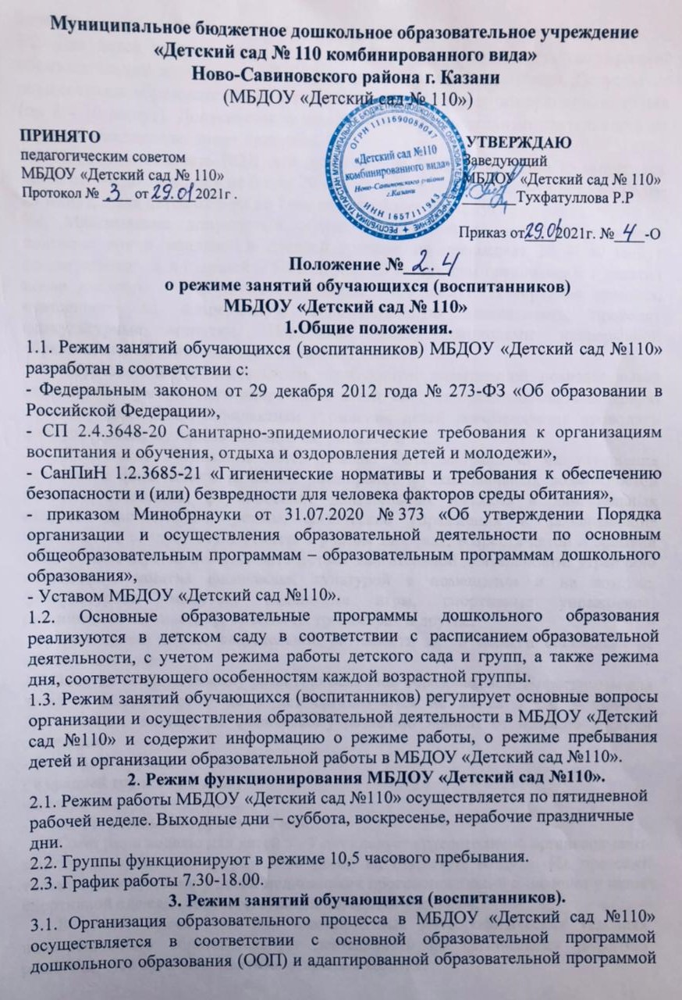 Муниципальное бюджетное дошкольное образовательное учреждение
«Детский сад № 110 комбинированного вида»
Ново-Савиновского района г. Казани
(МБДОУ «Детский сад № 110»)
ПРИНЯТО
педагогическим советом
МБДОУ «Детский сад № 110»
Протокол № 3 от 29.01 2021г .
ОГРН 1111690088047
«Детский сад №110
комбинированного вида»
Ново-Савиновского района
г.Казани
ИНН 1657111943
УТВЕРЖДАЮ
Заведующий
МБДОУ «Детский сад № 110»
Тухфатуллова Р.Р
Приказ от 29.01 2021г. № 4 -О
Положение № 2.4
о режиме занятий обучающихся (воспитанников)
МБДОУ «Детский сад № 110»
1.Общие положения.
1.1. Режим занятий обучающихся (воспитанников) МБДОУ «Детский сад №110»
разработан в соответствии с:
- Федеральным законом от 29 декабря 2012 года № 273-ФЗ «Об образовании в
Российской Федерации»,
- СП 2.4.3648-20 Санитарно-эпидемиологические требования к организациям
воспитания и обучения, отдыха и оздоровления детей и молодежи»,
- СанПиН 1.2.3685-21 «Гигиенические нормативы и требования к обеспечению
безопасности и (или) безвредности для человека факторов среды обитания»,
- приказом Минобрнауки от 31.07.2020 № 373 «Об утверждении Порядка
организации и осуществления образовательной деятельности по основным
общеобразовательным программам – образовательным программам дошкольного
образования»,
- Уставом МБДОУ «Детский сад №110».
1.2. Основные образовательные программы дошкольного образования
реализуются в детском саду в соответствии с расписанием образовательной
деятельности, с учетом режима работы детского сада и групп, а также режима
дня, соответствующего особенностям каждой возрастной группы.
1.3. Режим занятий обучающихся (воспитанников) регулирует основные вопросы
организации и осуществления образовательной деятельности в МБДОУ «Детский
сад №110» и содержит информацию о режиме работы, о режиме пребывания
детей и организации образовательной работы в МБДОУ «Детский сад №110».
2. Режим функционирования МБДОУ «Детский сад №110».
2.1. Режим работы МБДОУ «Детский сад №110» осуществляется по пятидневной
рабочей неделе. Выходные дни – суббота, воскресенье, нерабочие праздничные
дни.
2.2. Группы функционируют в режиме 10,5 часового пребывания.
2.3. График работы 7.30-18.00.
3. Режим занятий обучающихся (воспитанников).
3.1. Организация образовательного процесса в МБДОУ «Детский сад №110»
осуществляется в соответствии с основной образовательной программой
дошкольного образования (ООП) и адаптированной образовательной программой